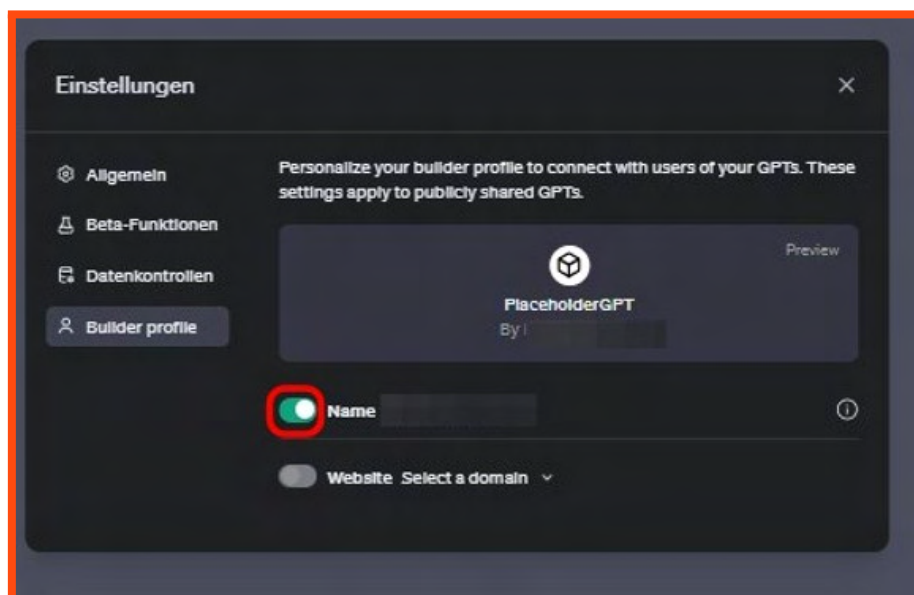 Einstellungen
Allgemein
Beta-Funktionen
Datenkontrollen
Builder profile
Personalize your builder profile to connect with users of your GPTs. These
settings apply to publicly shared GPTs.
Preview
PlaceholderGPT
By
Name
Website Select a domain